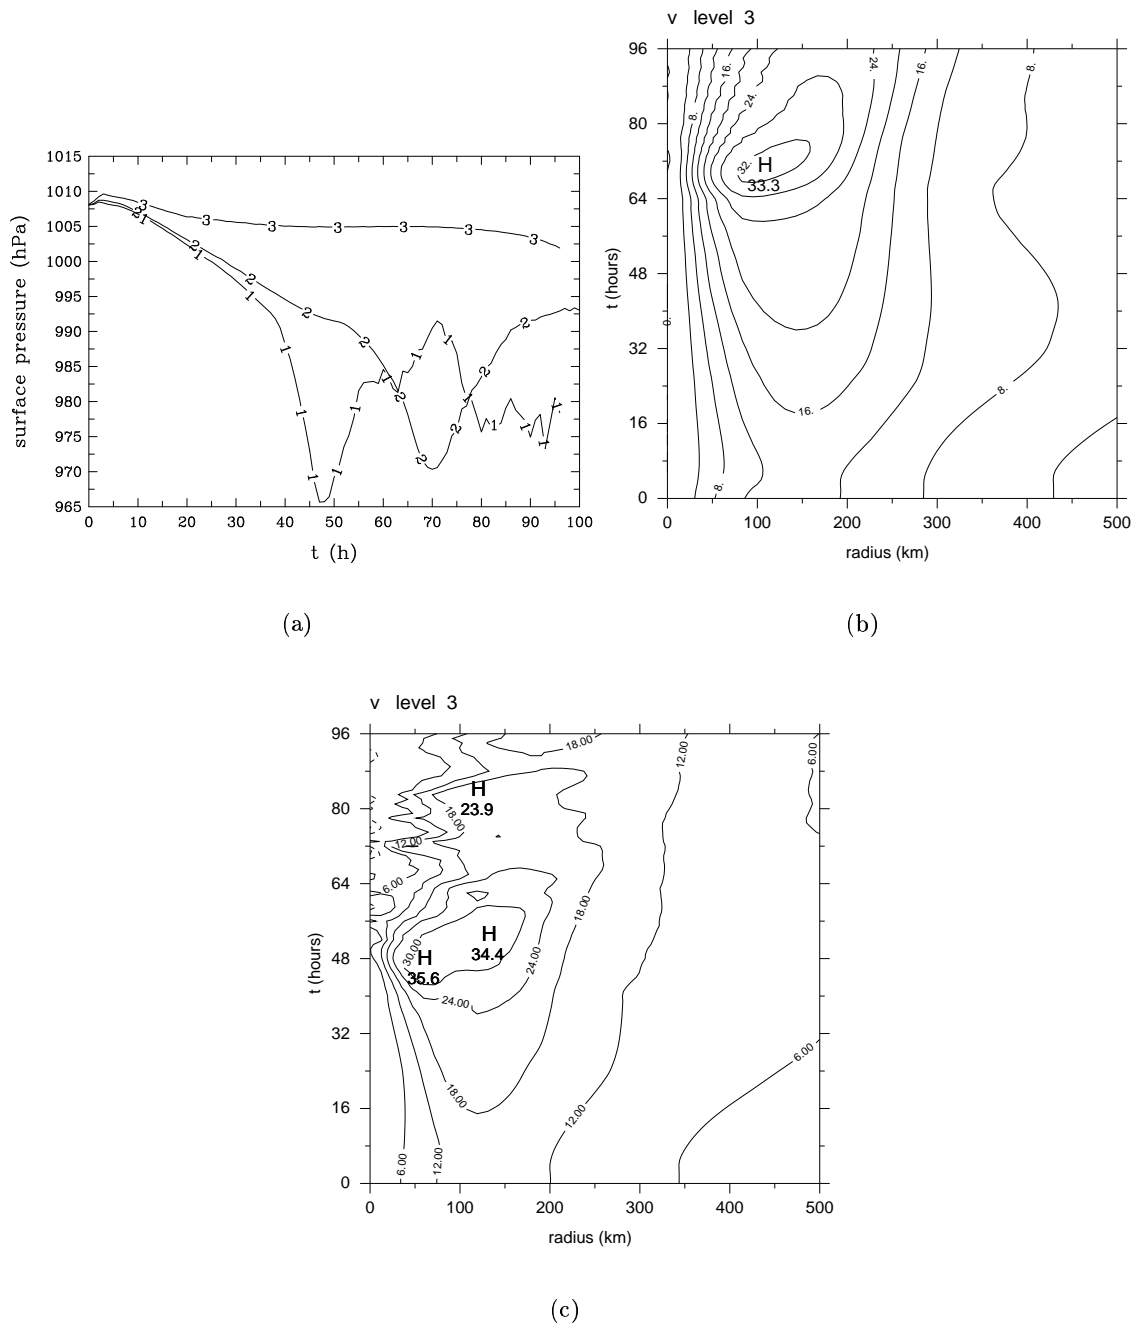 v level 3
96
80
64
48
32
16
0
t (hours)
0 100 200 300 400 500
radius (km)
8. 16. 24. 24. 16. 8.
32. H
33.3
0.
8.
16.
8.
1015
1010
1005
1000
995
990
985
980
975
970
965
surface pressure (hPa)
0 10 20 30 40 50 60 70 80 90 100
t (h)
3 3 3 3 3 3 3
2 2 2 2 2 2 2 2 2 2 2
1 1 1 1 1 1 1 1 1 1 1 1 1 1 1 1
(a)
(b)
v level 3
96
80
64
48
32
16
0
t (hours)
0 100 200 300 400 500
radius (km)
18.00 12.00 6.00
H
23.9
18.00
12.00
6.00
18.00
H
34.4
30.00 H
35.6
24.00
24.00
6.00
18.00
12.00
6.00 12.00
(c)